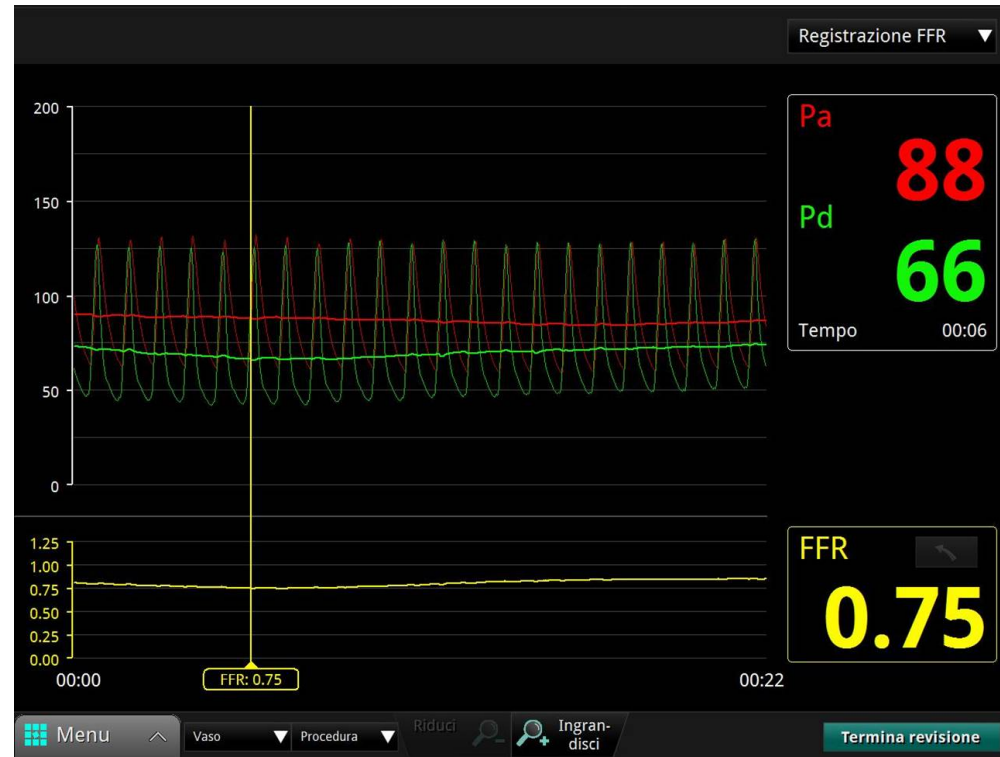 Registrazione FFR
200
150
100
50
0
Pa
88
Pd
66
Tempo 00:06
1.25
1.00
0.75
0.50
0.25
0.00
FFR
0.75
00:00
FFR: 0.75
00:22
Menu
Vaso
Procedura
Riduci
Ingran-
disci
Termina revisione